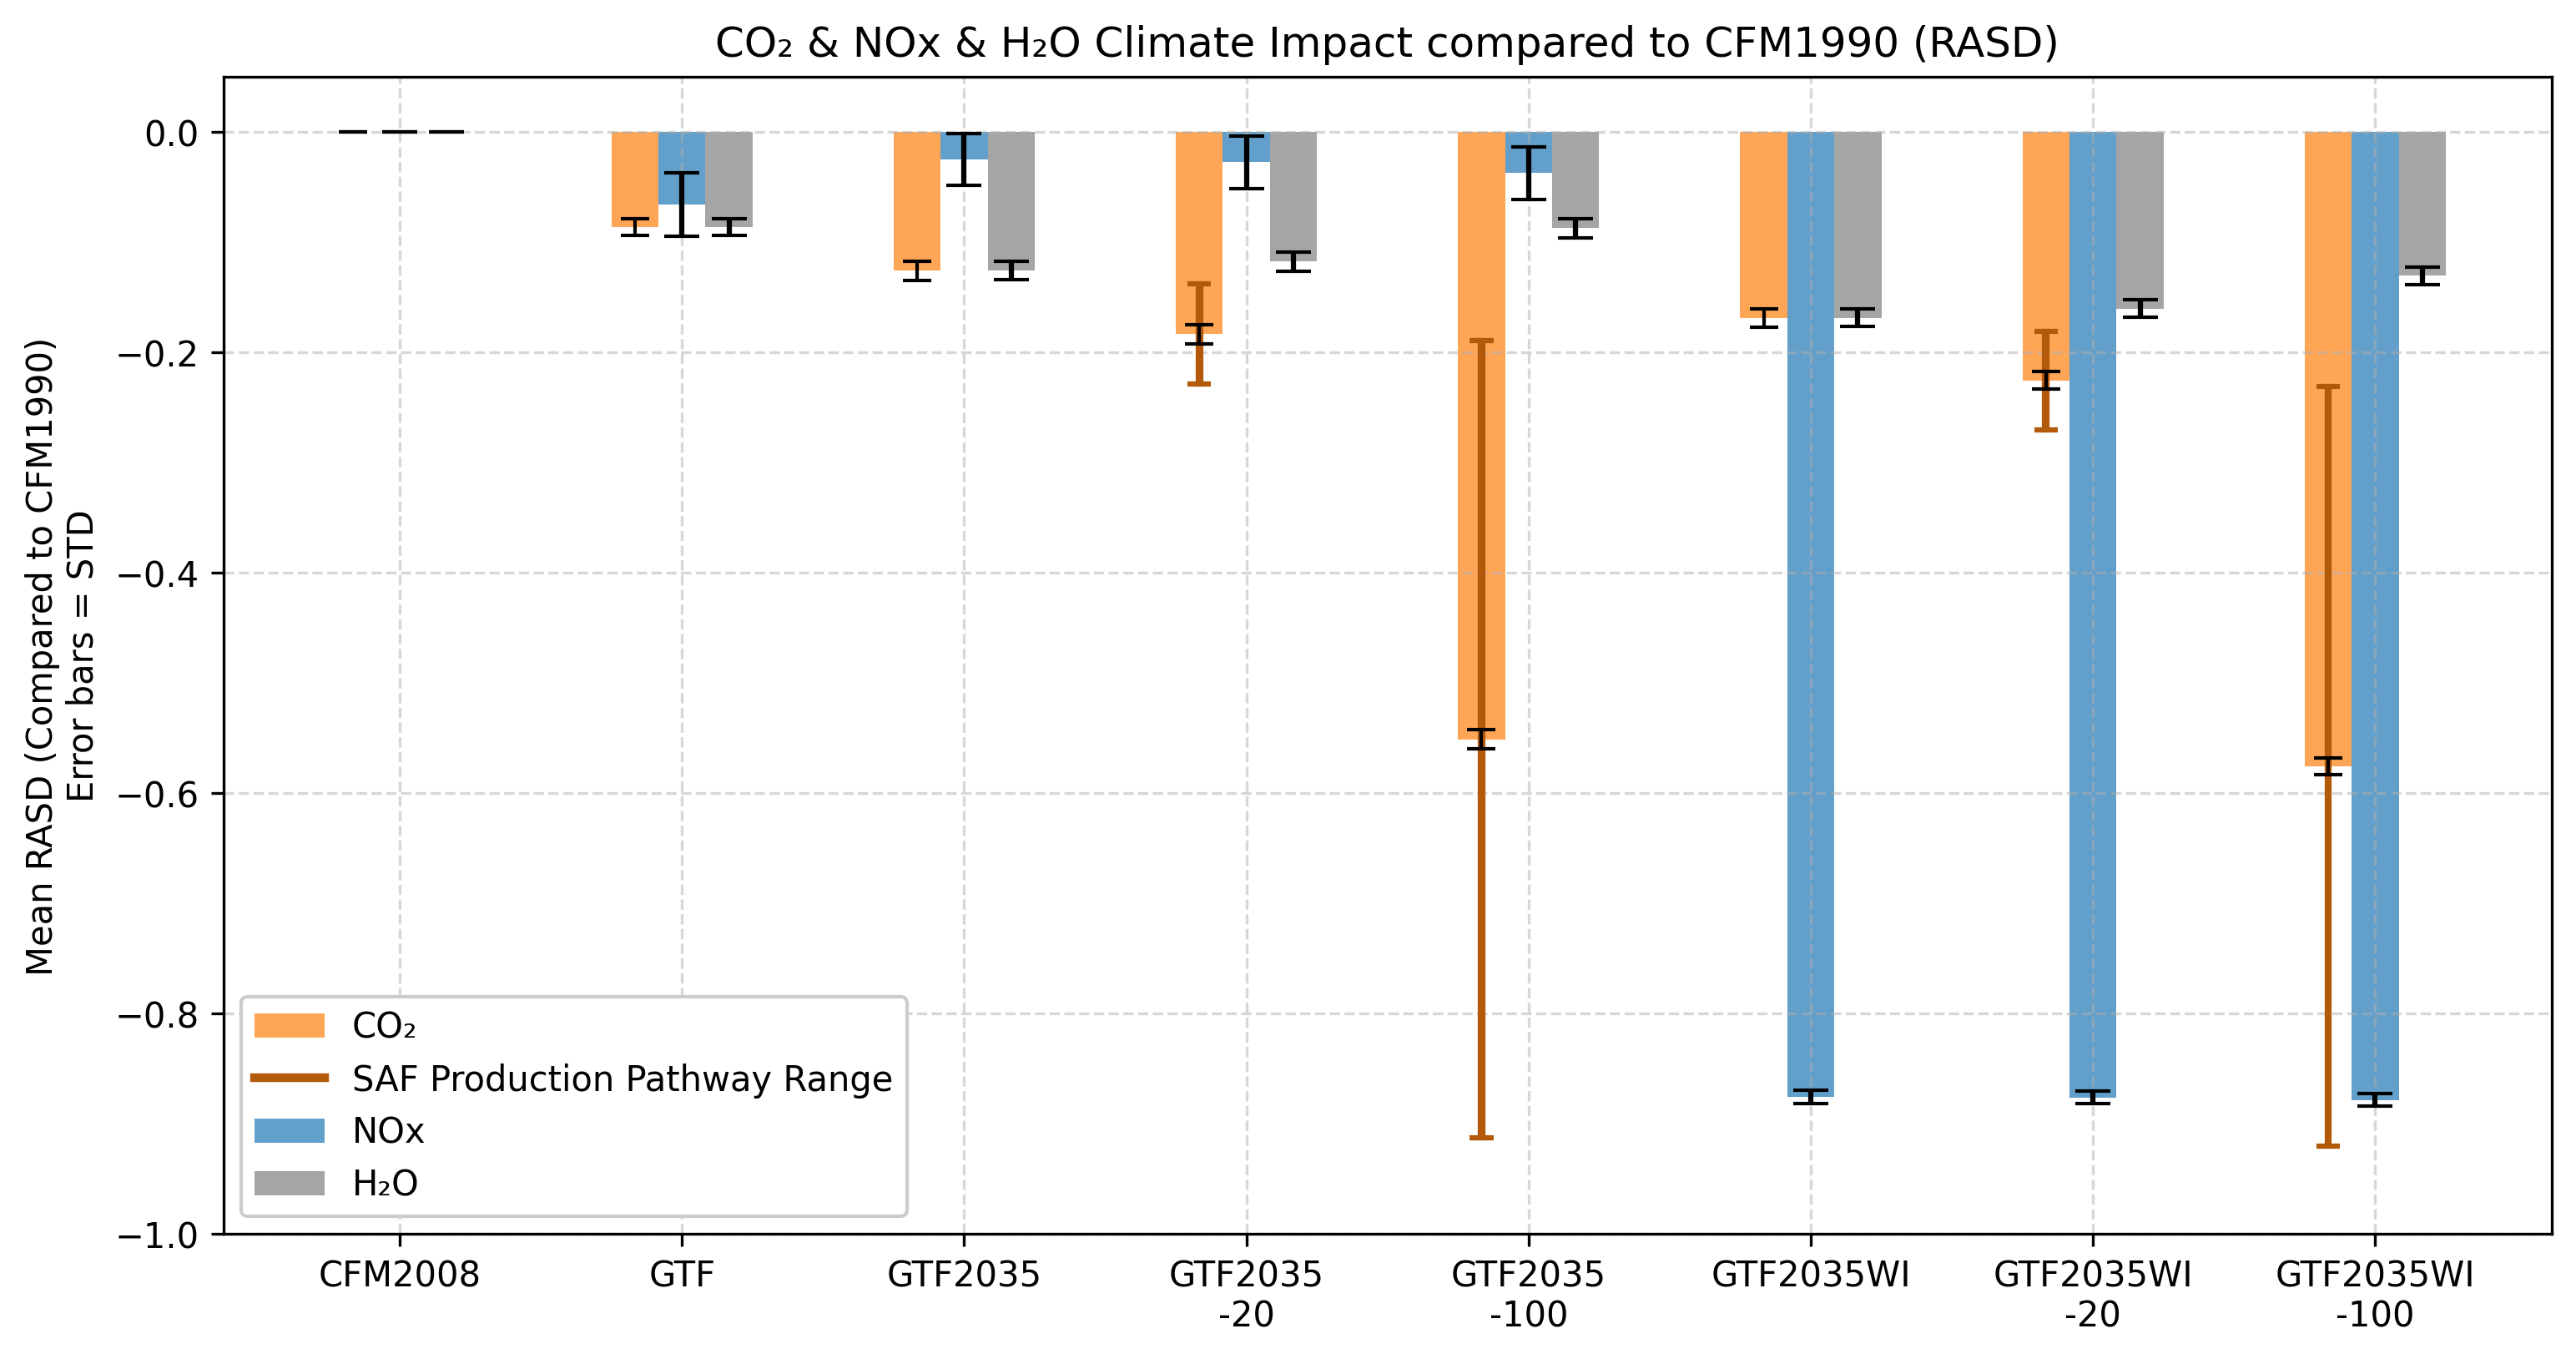 CO₂ & NOx & H₂O Climate Impact compared to CFM1990 (RASD)
Mean RASD (Compared to CFM1990)
Error bars = STD
0.0
−0.2
−0.4
−0.6
−0.8
−1.0
CO₂
SAF Production Pathway Range
NOx
H₂O
CFM2008
GTF
GTF2035
GTF2035
-20
GTF2035
-100
GTF2035WI
GTF2035WI
-20
GTF2035WI
-100